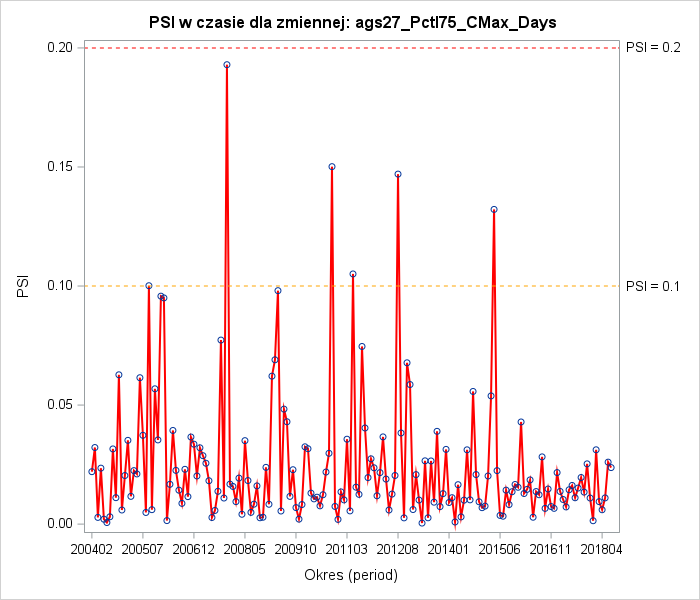 PSI w czasie dla zmiennej: ags27_Pctl75_CMax_Days
0.20
PSI = 0.2
0.15
0.10
PSI = 0.1
PSI
0.05
0.00
200402 200507 200612 200805 200910 201103 201208 201401 201506 201611 201804
Okres (period)